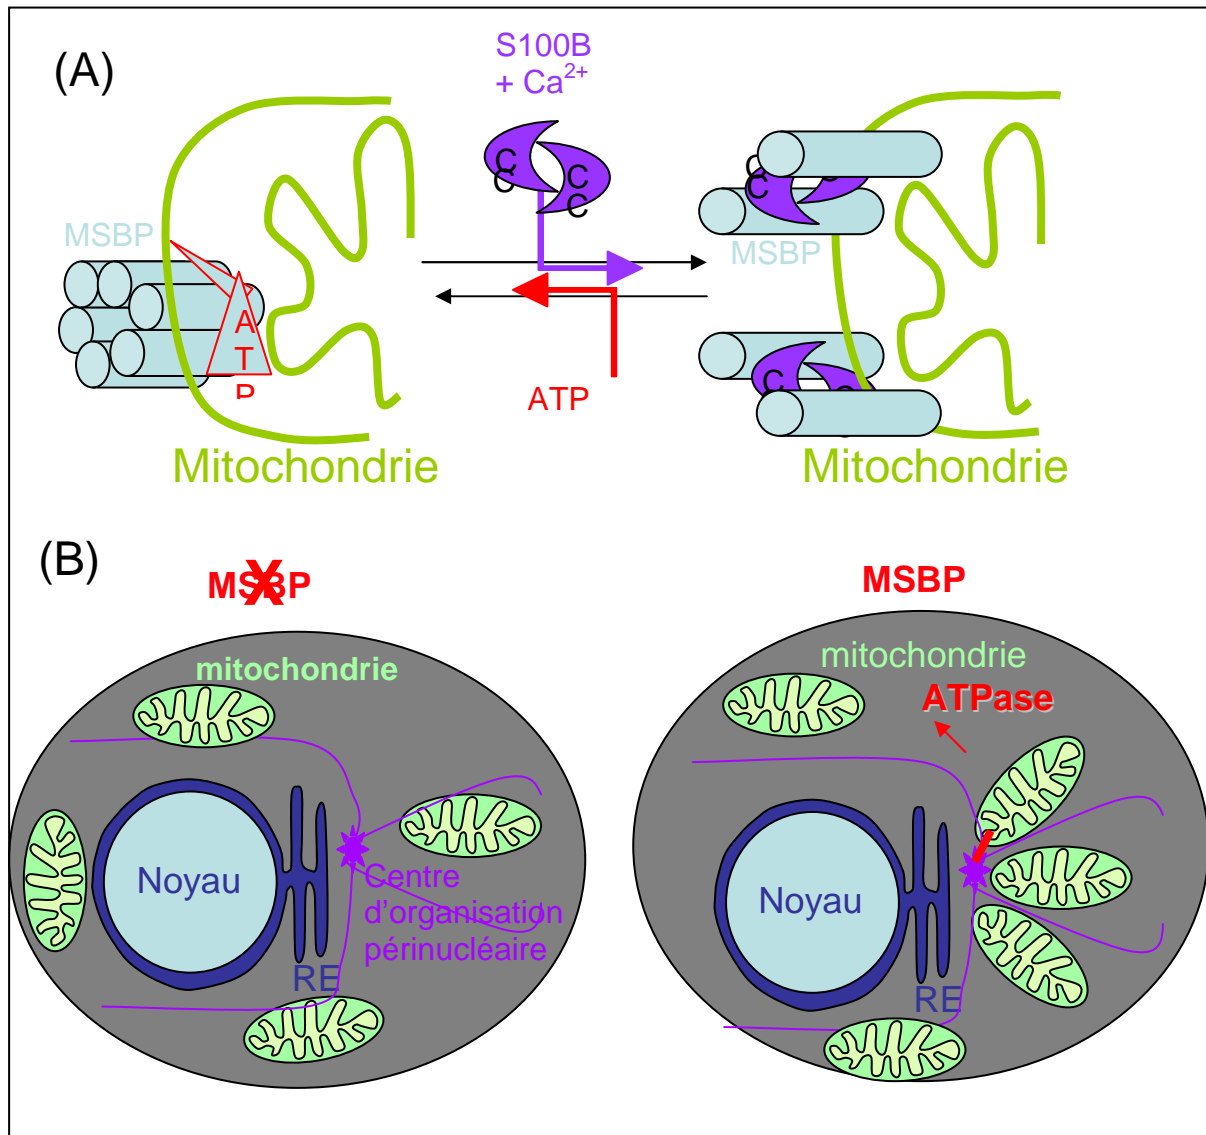 (A)
S100B
+ Ca²⁺
C
C
C
C
MSBP
A
T
P
ATP
C
C
C
MSBP
C
C
Mitochondrie
Mitochondrie
(B)
MSBP
X
MSBP
mitochondrie
mitochondrie
ATPase
Noyau
Centre
d'organisation
périnucléaire
RE
Noyau
RE